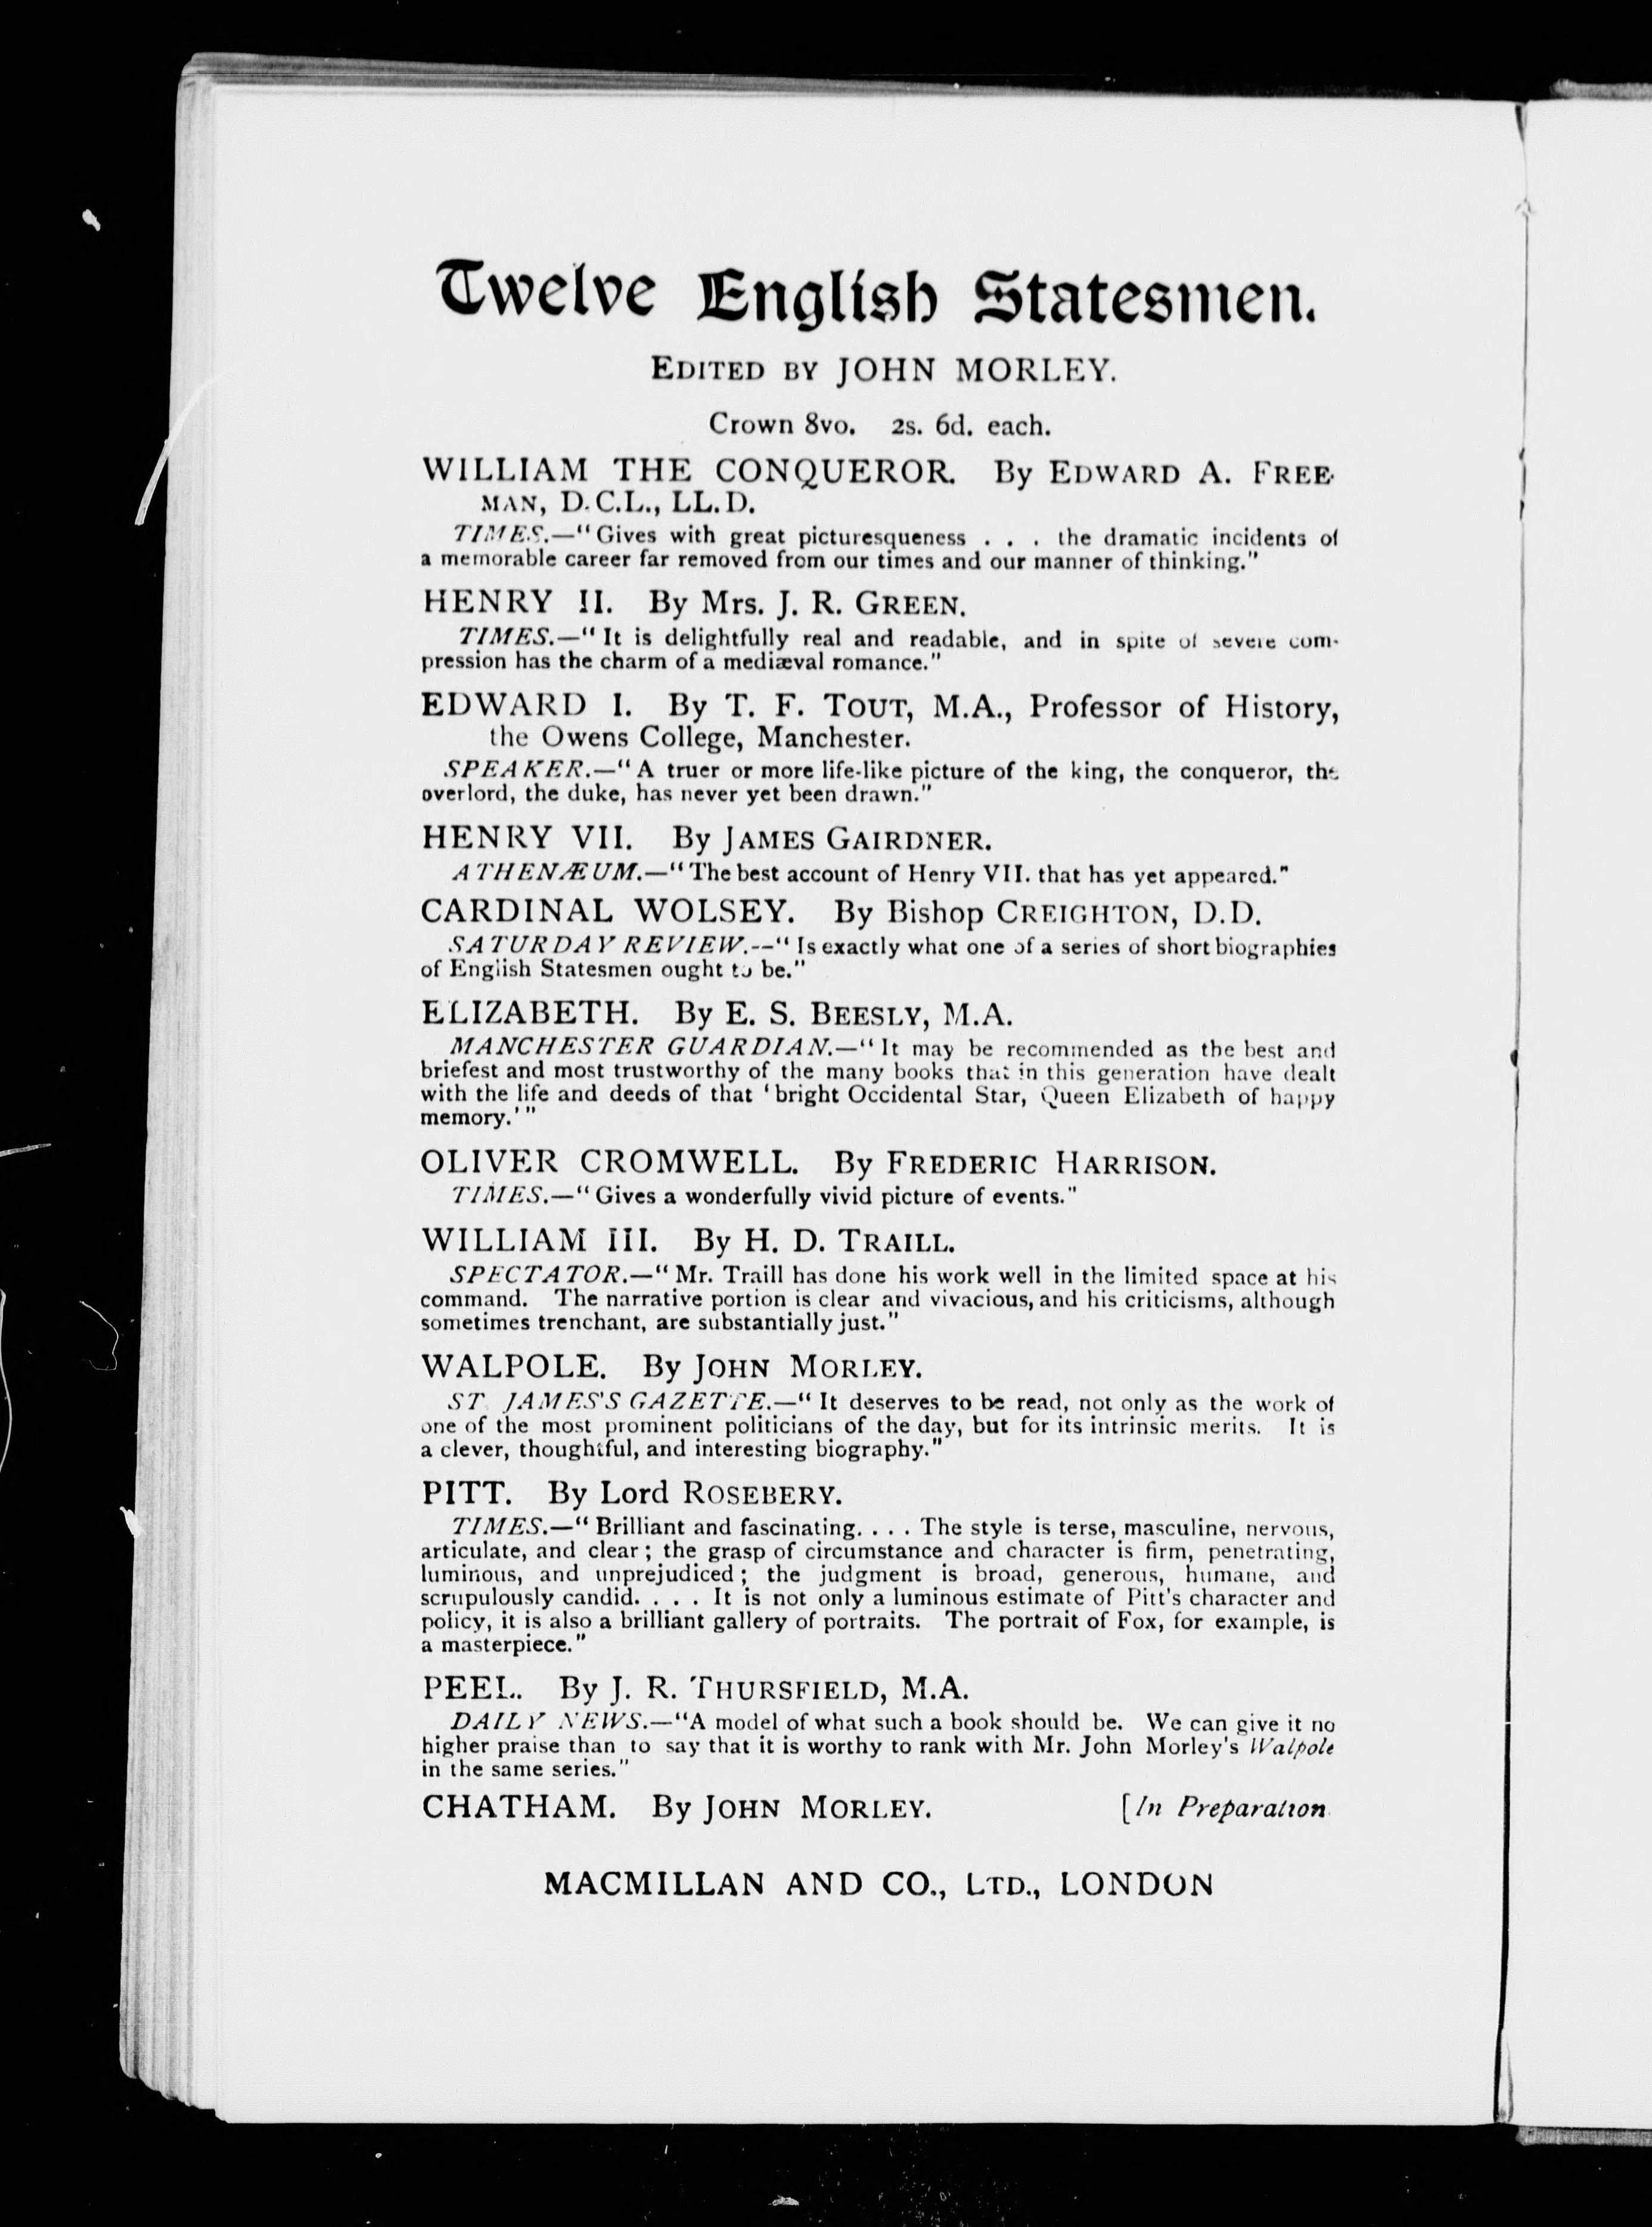 Twelve English Statesmen.
EDITED BY JOHN MORLEY.
Crown 8vo. 2s. 6d. each.
WILLIAM THE CONQUEROR. By EDWARD A. FREE-
MAN, D.C.L., LL.D.
TIMES.—"Gives with great picturesqueness . . . the dramatic incidents of
a memorable career far removed from our times and our manner of thinking."
HENRY II. By Mrs. J. R. GREEN.
TIMES.—"It is delightfully real and readable, and in spite of severe com-
pression has the charm of a mediæval romance."
EDWARD I. By T. F. TOUT, M.A., Professor of History,
the Owens College, Manchester.
SPEAKER.—"A truer or more life-like picture of the king, the conqueror, the
overlord, the duke, has never yet been drawn."
HENRY VII. By JAMES GAIRDNER.
ATHENÆUM.—"The best account of Henry VII. that has yet appeared."
CARDINAL WOLSEY. By Bishop CREIGHTON, D.D.
SATURDAY REVIEW.--"Is exactly what one of a series of short biographies
of English Statesmen ought to be."
ELIZABETH. By E. S. BEESLY, M.A.
MANCHESTER GUARDIAN.—"It may be recommended as the best and
briefest and most trustworthy of the many books that in this generation have dealt
with the life and deeds of that 'bright Occidental Star, Queen Elizabeth of happy
memory.'"
OLIVER CROMWELL. By FREDERIC HARRISON.
TIMES.—"Gives a wonderfully vivid picture of events."
WILLIAM III. By H. D. TRAILL.
SPECTATOR.—"Mr. Traill has done his work well in the limited space at his
command. The narrative portion is clear and vivacious, and his criticisms, although
sometimes trenchant, are substantially just."
WALPOLE. By JOHN MORLEY.
ST. JAMES'S GAZETTE.—"It deserves to be read, not only as the work of
one of the most prominent politicians of the day, but for its intrinsic merits. It is
a clever, thoughtful, and interesting biography."
PITT. By Lord ROSEBERY.
TIMES.—"Brilliant and fascinating. . . . The style is terse, masculine, nervous,
articulate, and clear; the grasp of circumstance and character is firm, penetrating,
luminous, and unprejudiced; the judgment is broad, generous, humane, and
scrupulously candid. . . . It is not only a luminous estimate of Pitt's character and
policy, it is also a brilliant gallery of portraits. The portrait of Fox, for example, is
a masterpiece."
PEEL. By J. R. THURSFIELD, M.A.
DAILY NEWS.—"A model of what such a book should be. We can give it no
higher praise than to say that it is worthy to rank with Mr. John Morley's Walpole
in the same series."
CHATHAM. By JOHN MORLEY. [In Preparation
MACMILLAN AND CO., LTD., LONDON